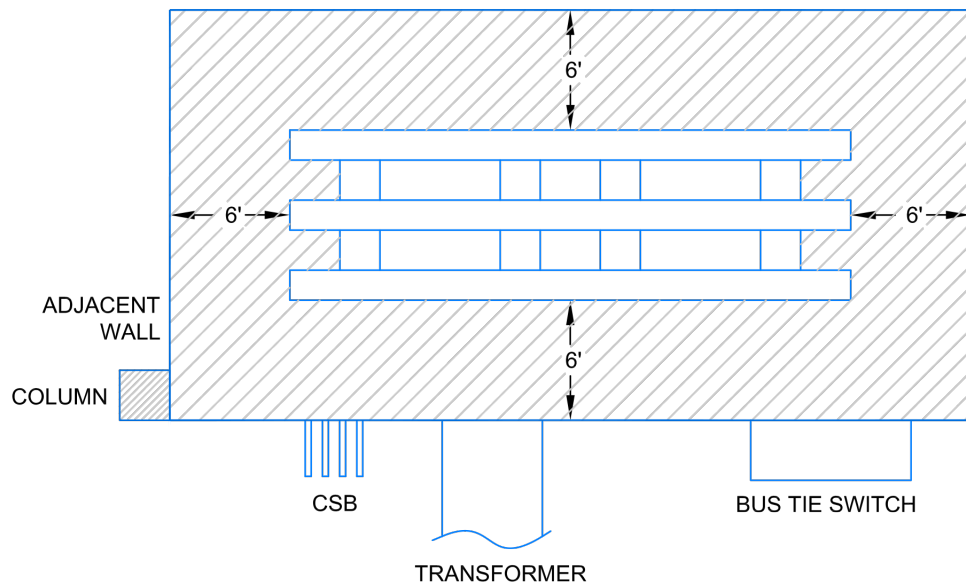 6'
6'
6'
ADJACENT
WALL
6'
COLUMN
CSB
BUS TIE SWITCH
TRANSFORMER